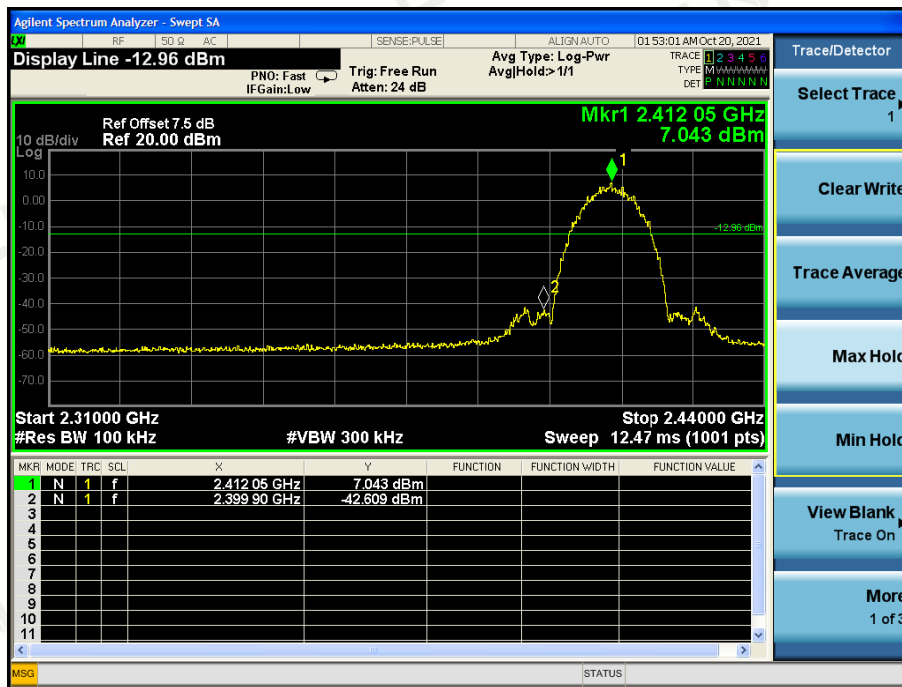 Agilent Spectrum Analyzer - Swept SA
LXI RF 50 Ω AC SENSE:PULSE ALIGN AUTO 01:53:01 AM Oct 20, 2021
Display Line -12.96 dBm
PNO: Fast
IFGain:Low
Trig: Free Run
Atten: 24 dB
Avg Type: Log-Pwr
Avg|Hold:>1/1
TRACE 1 2 3 4 5 6
TYPE MWWWWW
DET P N N N N N
Mkr1 2.412 05 GHz
7.043 dBm
Ref Offset 7.5 dB
10 dB/div Ref 20.00 dBm
Log
10.0
0.00
-10.0
-20.0
-30.0
-40.0
-50.0
-60.0
-70.0
1
-12.96 dBm
2
Start 2.31000 GHz Stop 2.44000 GHz
#Res BW 100 kHz #VBW 300 kHz Sweep 12.47 ms (1001 pts)
MKR MODE TRC SCL X Y FUNCTION FUNCTION WIDTH FUNCTION VALUE
1 N 1 f 2.412 05 GHz 7.043 dBm
2 N 1 f 2.399 90 GHz -42.609 dBm
3
4
5
6
7
8
9
10
11
MSG STATUS
Trace/Detector
Select Trace
1
Clear Write
Trace Average
Max Hold
Min Hold
View Blank
Trace On
More
1 of 3